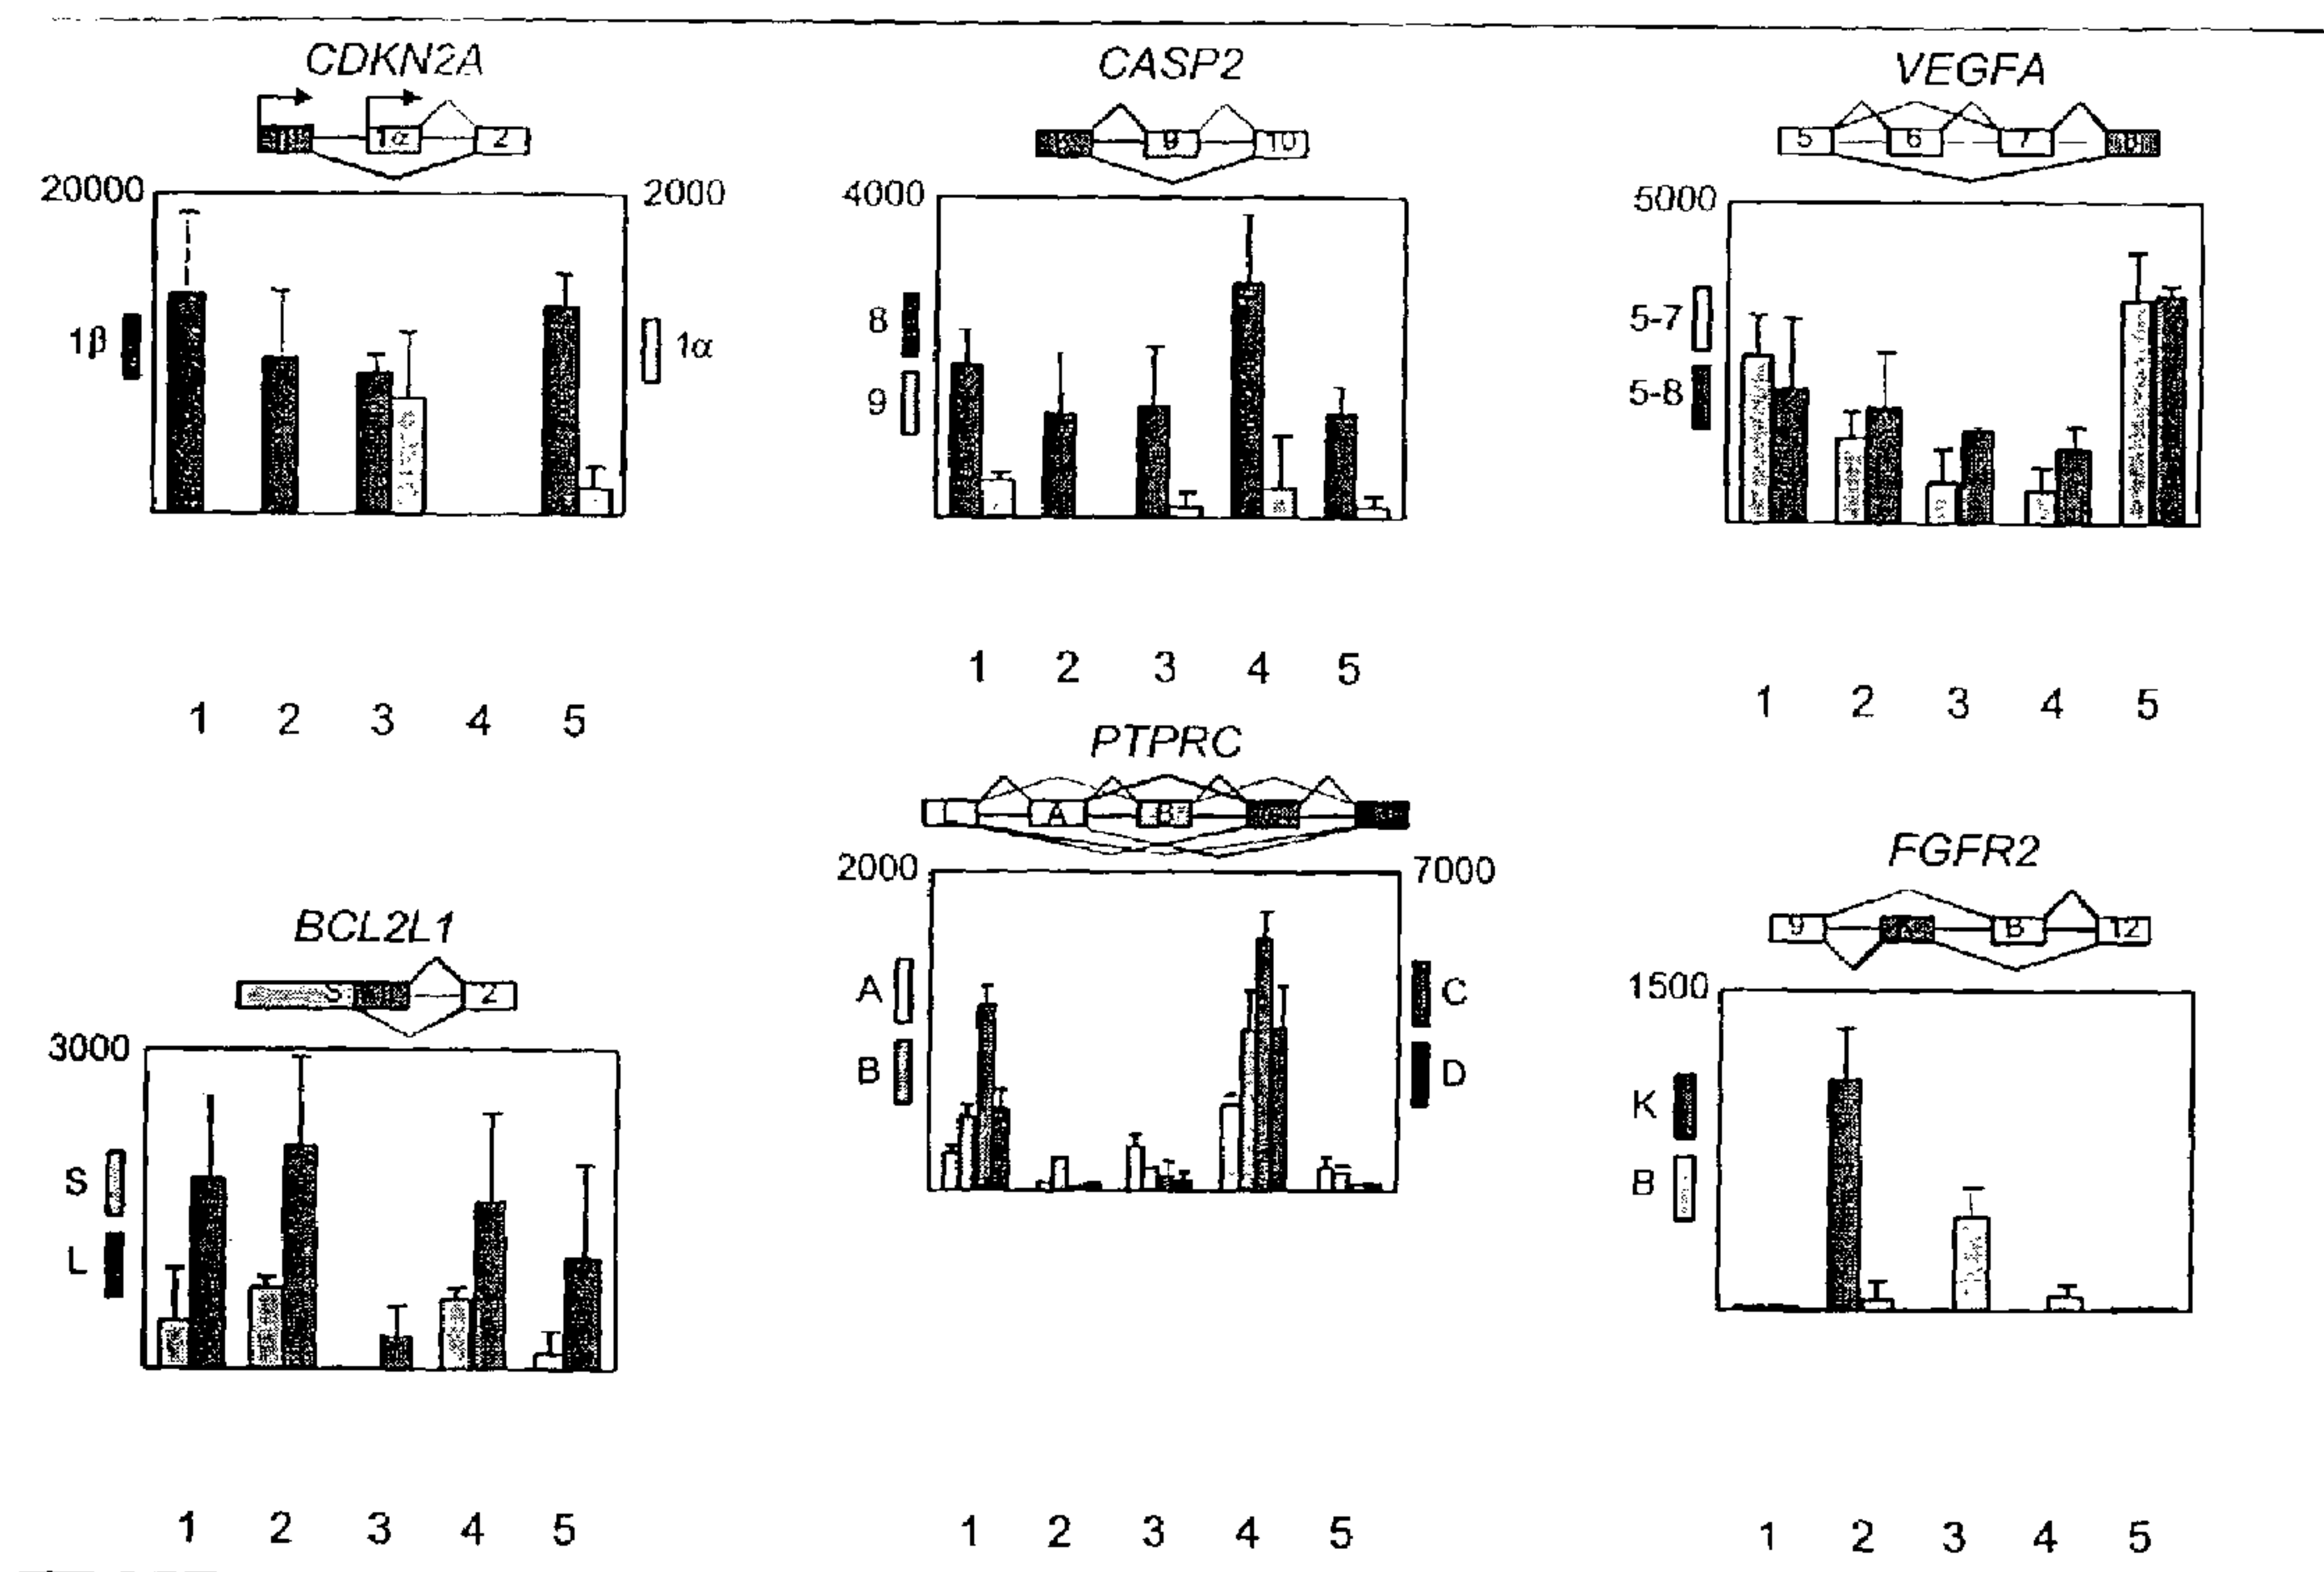 CDKN2A
1α 2
20000 2000
1β 1α
1 2 3 4 5
CASP2
9 10
4000
8
9
1 2 3 4 5
VEGFA
5 6 7
5000
5-7
5-8
1 2 3 4 5
BCL2L1
S 2
3000
S
L
1 2 3 4 5
PTPRC
A B
2000 7000
A C
B D
1 2 3 4 5
FGFR2
9 B 12
1500
K
B
1 2 3 4 5